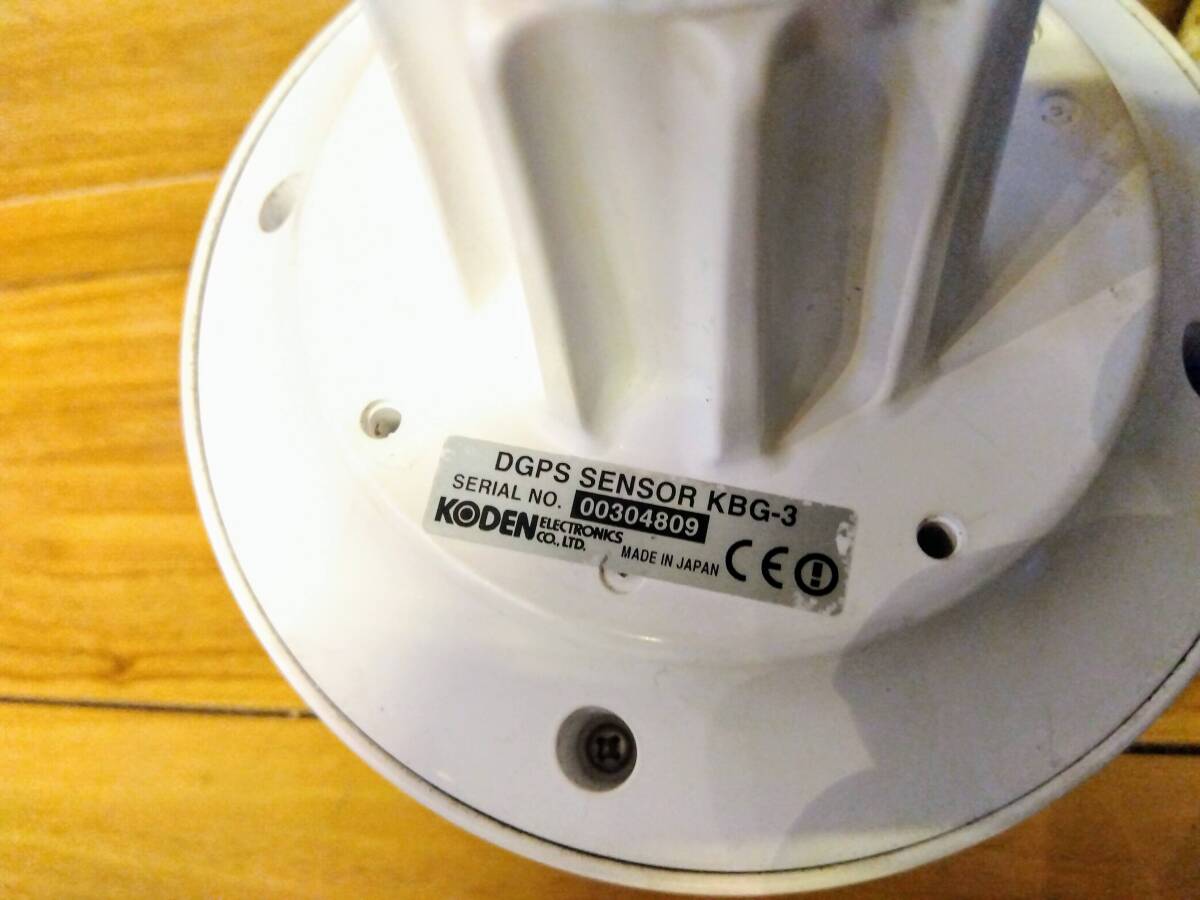 DGPS SENSOR KBG-3
SERIAL NO. 00304809
KODEN ELECTRONICS CO., LTD.
MADE IN JAPAN CE